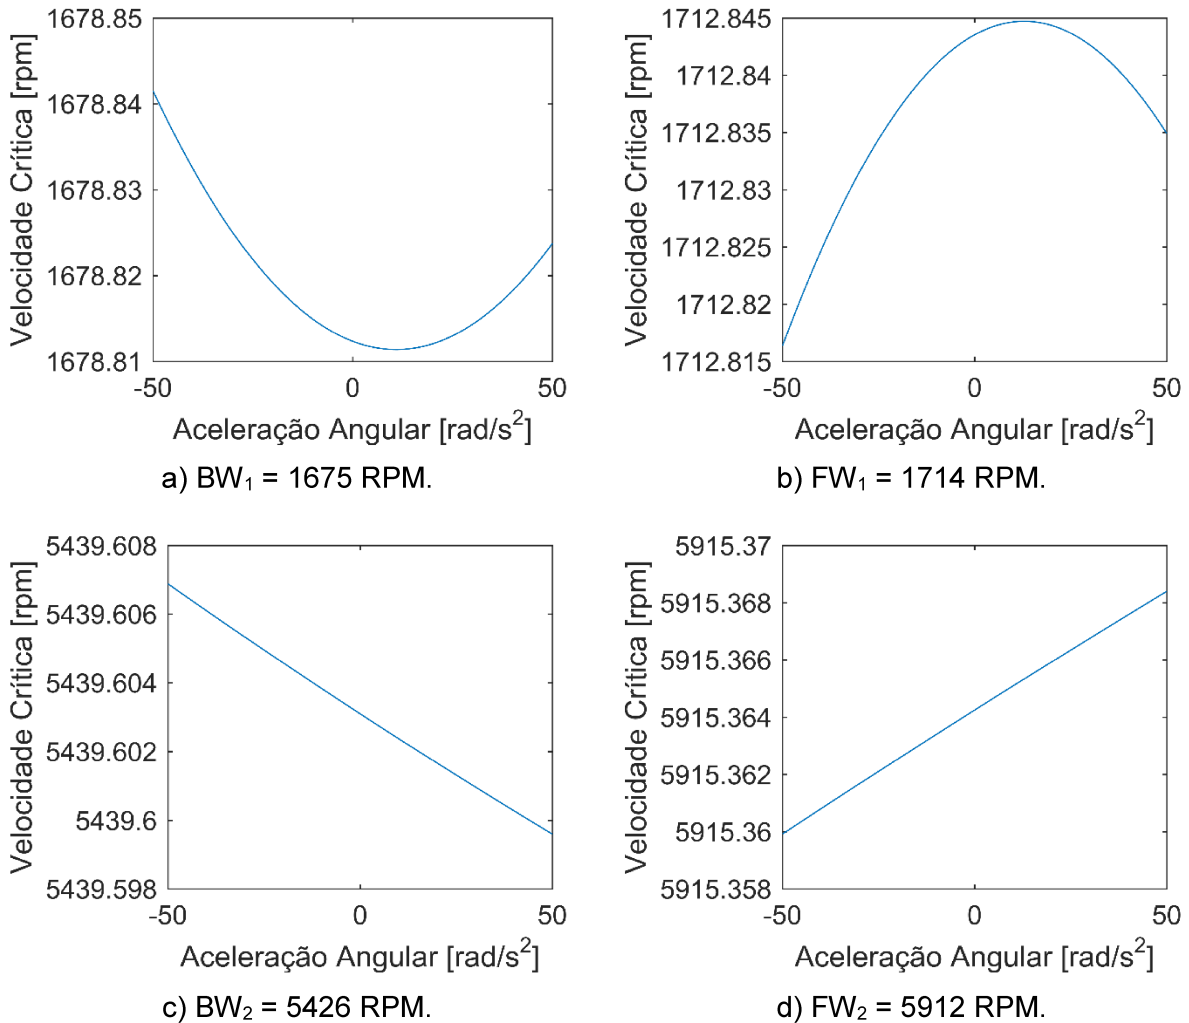 1678.85
1678.84
1678.83
1678.82
1678.81
Velocidade Crítica [rpm]
-50 0 50
Aceleração Angular [rad/s²]
a) BW₁ = 1675 RPM.
1712.845
1712.84
1712.835
1712.83
1712.825
1712.82
1712.815
Velocidade Crítica [rpm]
-50 0 50
Aceleração Angular [rad/s²]
b) FW₁ = 1714 RPM.
5439.608
5439.606
5439.604
5439.602
5439.6
5439.598
Velocidade Crítica [rpm]
-50 0 50
Aceleração Angular [rad/s²]
c) BW₂ = 5426 RPM.
5915.37
5915.368
5915.366
5915.364
5915.362
5915.36
5915.358
Velocidade Crítica [rpm]
-50 0 50
Aceleração Angular [rad/s²]
d) FW₂ = 5912 RPM.